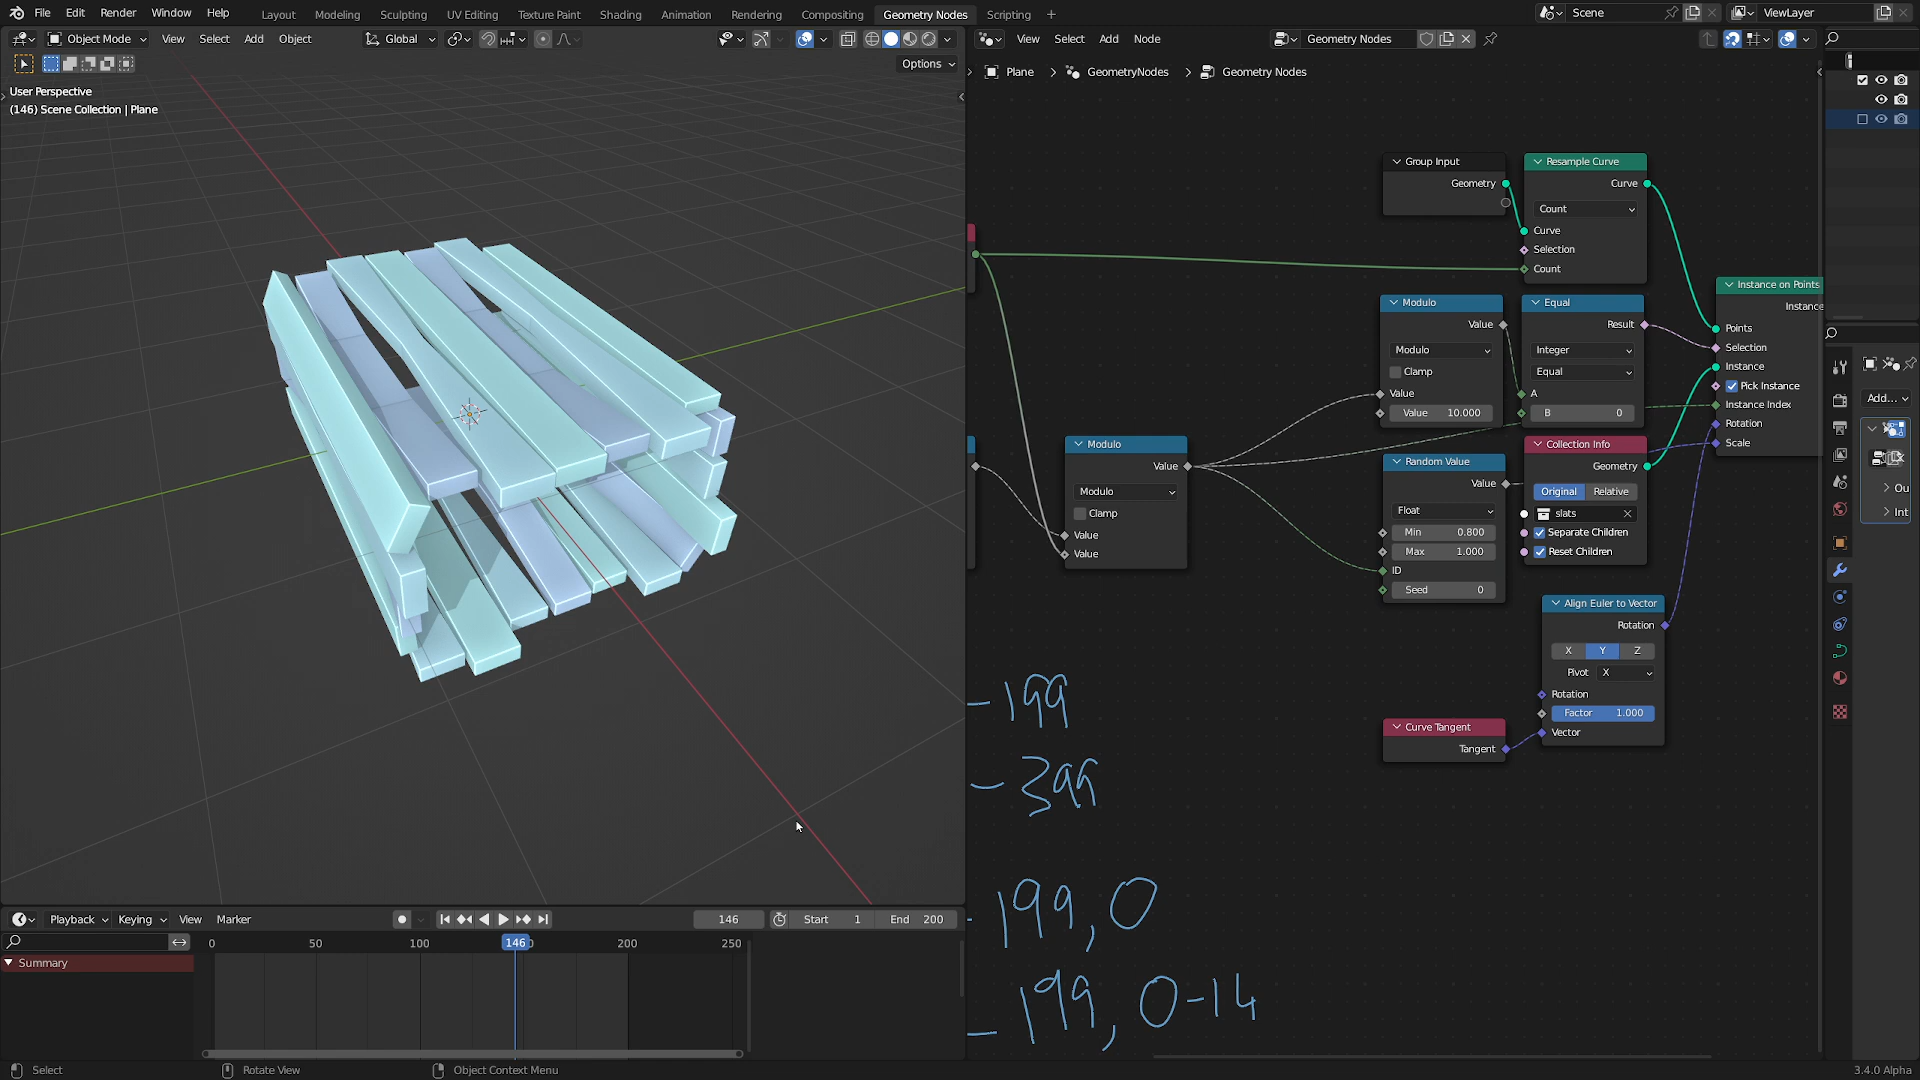 File Edit Render Window Help Layout Modeling Sculpting UV Editing Texture Paint Shading Animation Rendering Compositing Geometry Nodes Scripting + Scene ViewLayer
Object Mode View Select Add Object Global View Select Add Node Geometry Nodes
Options
Plane > GeometryNodes > Geometry Nodes
User Perspective
(146) Scene Collection | Plane
Group Input
Geometry
Resample Curve
Curve
Count
Curve
Selection
Count
Modulo
Value
Modulo
Clamp
Value
Value 10.000
Equal
Result
Integer
Equal
A
B 0
Instance on Points
Instance
Points
Selection
Instance
Pick Instance
Instance Index
Rotation
Scale
Modulo
Value
Modulo
Clamp
Value
Value
Random Value
Value
Float
Min 0.800
Max 1.000
ID
Seed 0
Collection Info
Geometry
Original Relative
slats
Separate Children
Reset Children
Align Euler to Vector
Rotation
X Y Z
Pivot X
Rotation
Factor 1.000
Vector
Curve Tangent
Tangent
Add...
Ou
Int
-199
-399
199, 0
-199, 0-14
Playback Keying View Marker 146 Start 1 End 200
0 50 100 146 200 250
Summary
Select Rotate View Object Context Menu 3.4.0 Alpha